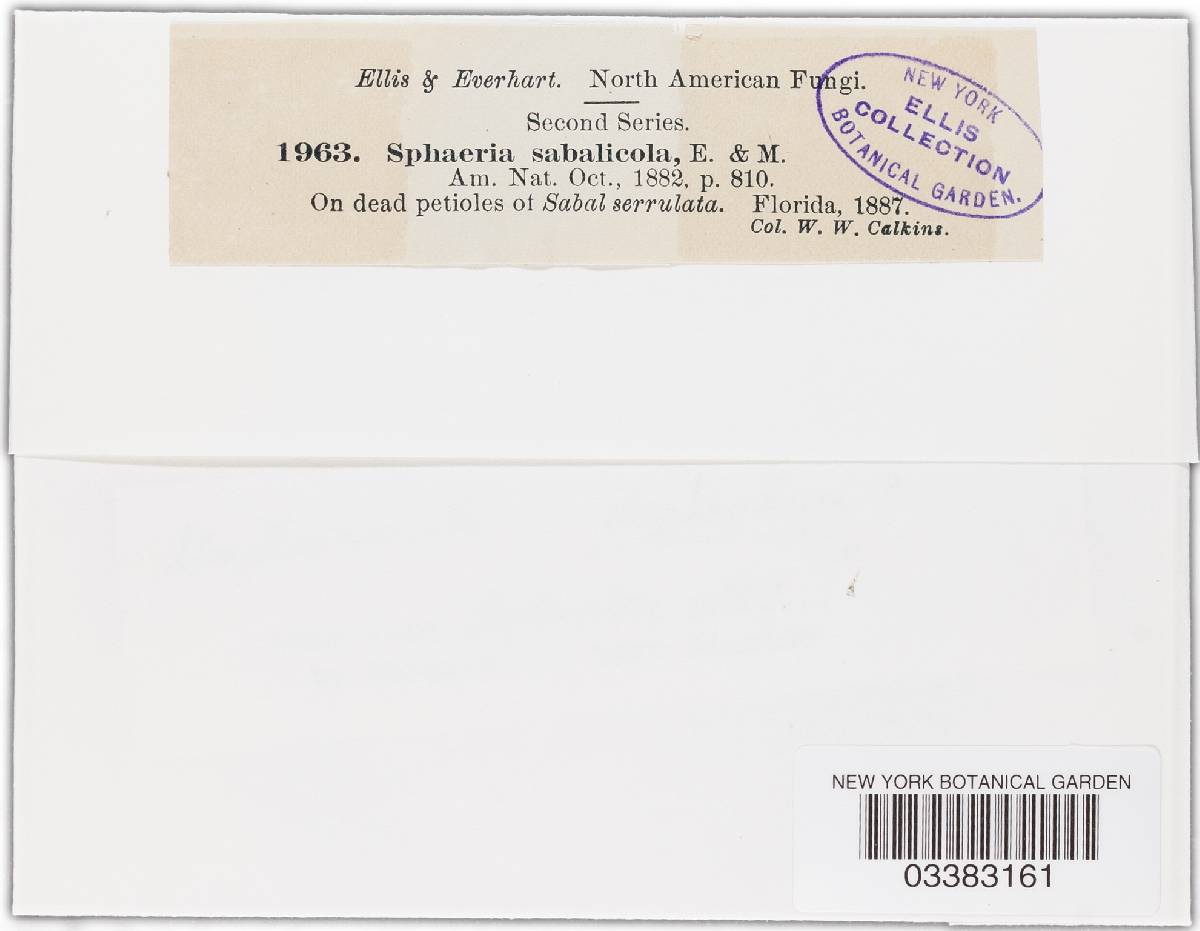 Ellis & Everhart. North American Fungi.
Second Series.
1963. Sphaeria sabalicola, E. & M.
Am. Nat. Oct., 1882, p. 810.
On dead petioles of Sabal serrulata. Florida, 1887.
Col. W. W. Calkins.
NEW YORK
ELLIS
COLLECTION
BOTANICAL GARDEN.
NEW YORK BOTANICAL GARDEN
03383161